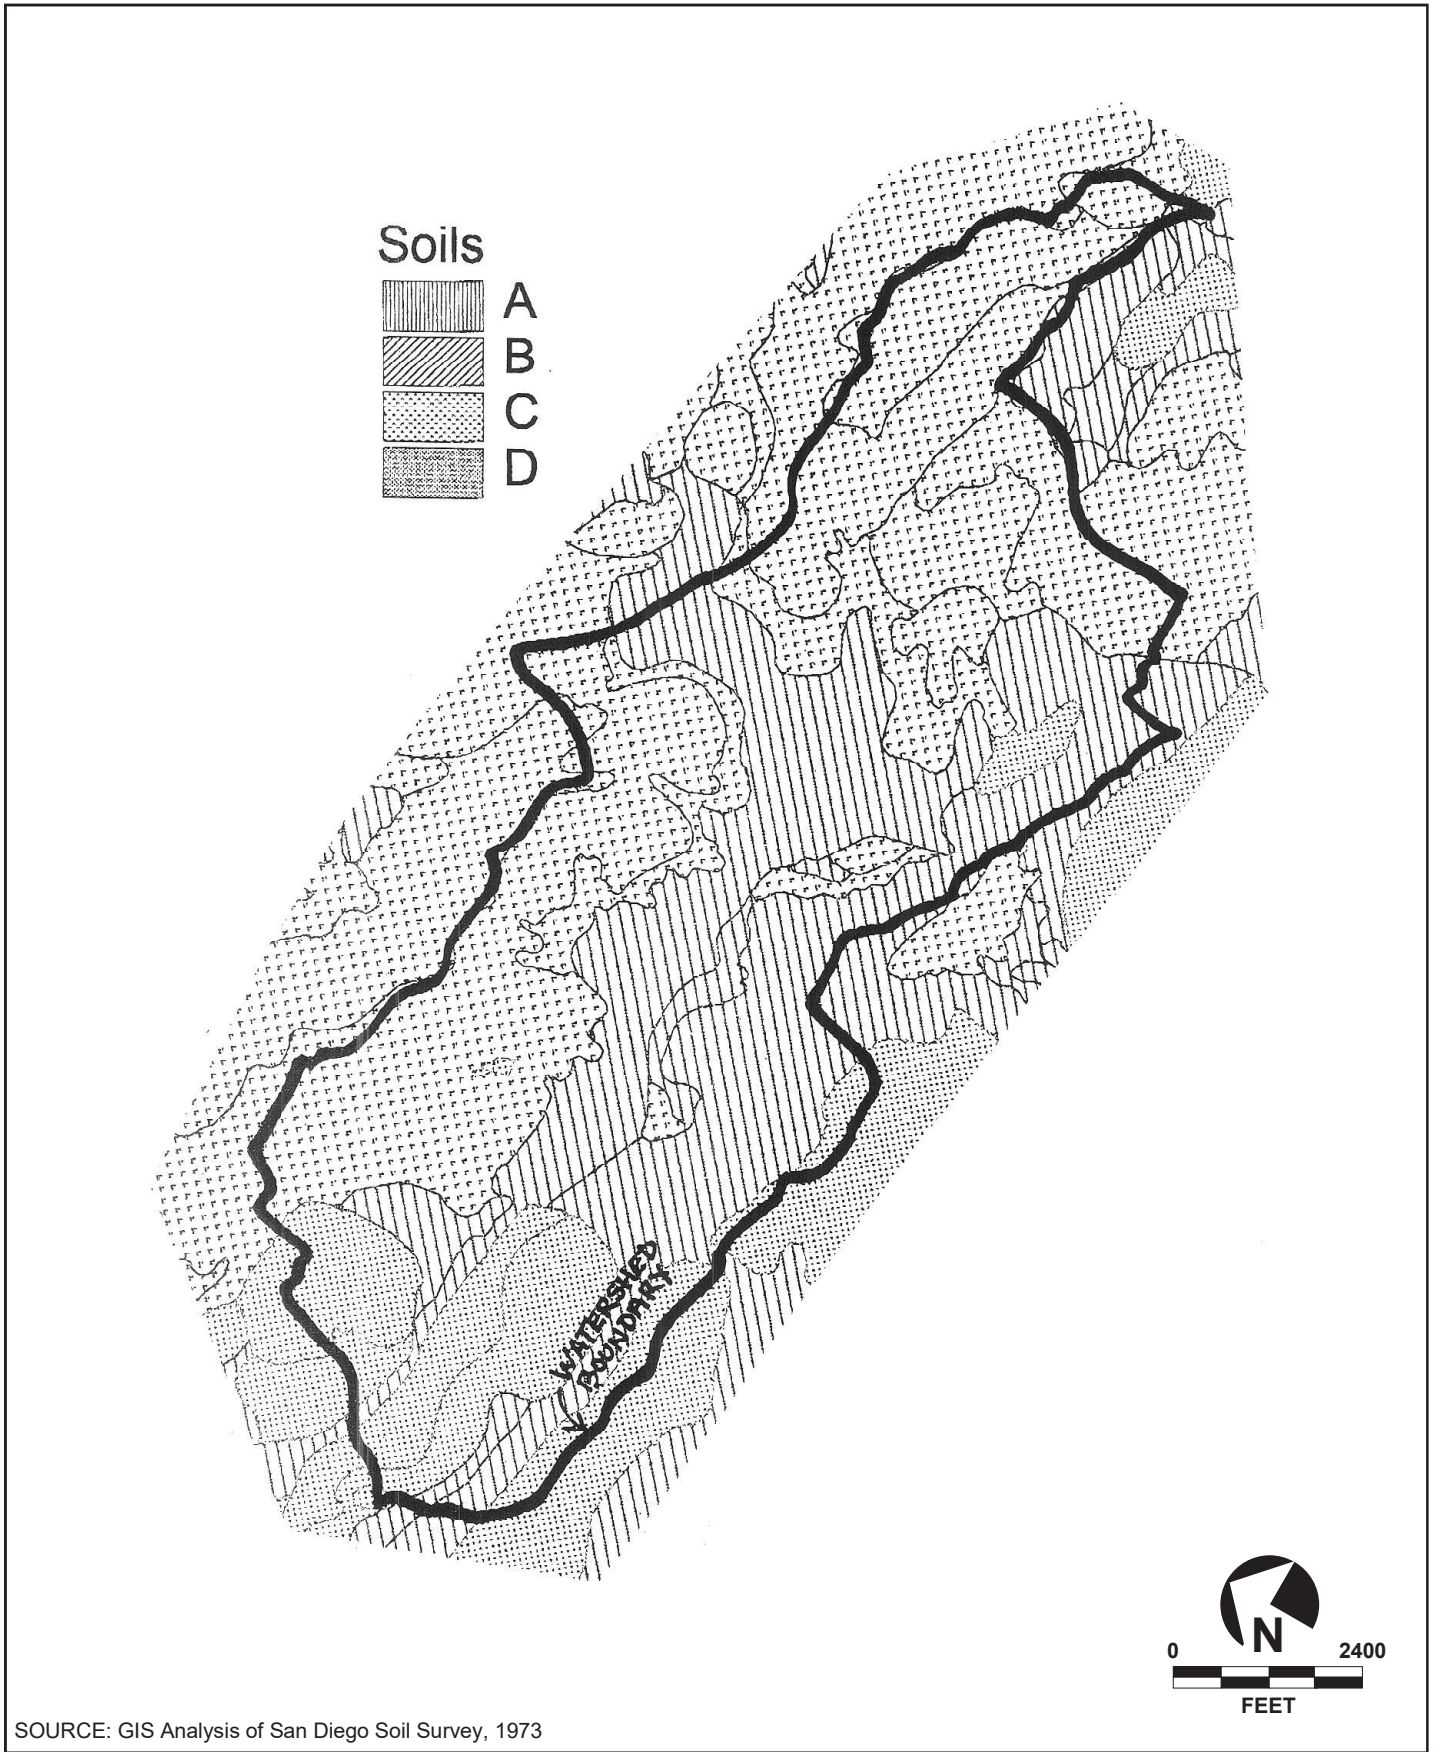 Soils
A
B
C
D
WATERSHED
BOUNDARY
N
0 2400
FEET
SOURCE: GIS Analysis of San Diego Soil Survey, 1973